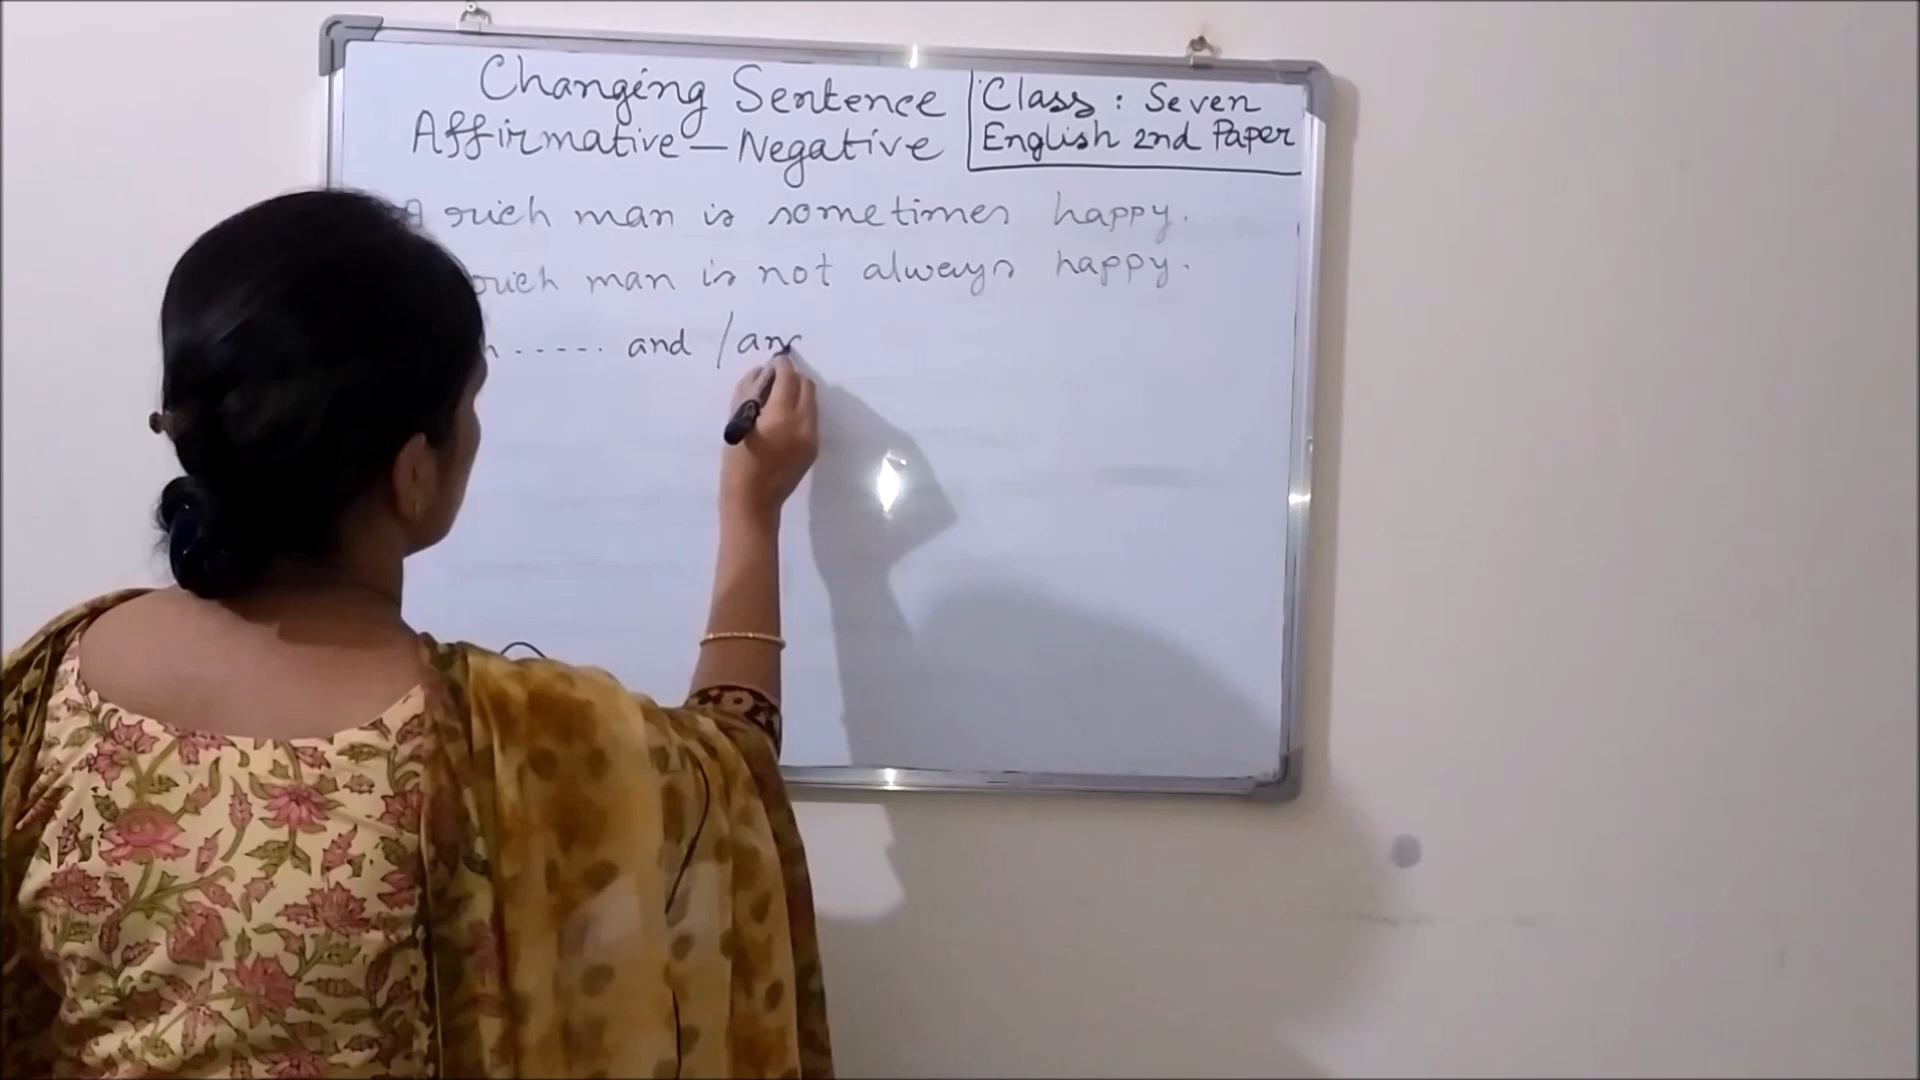 Changing Sentence
Affirmative — Negative
Class : Seven
English 2nd Paper
A rich man is sometimes happy.
rich man is not always happy.
..... and / an